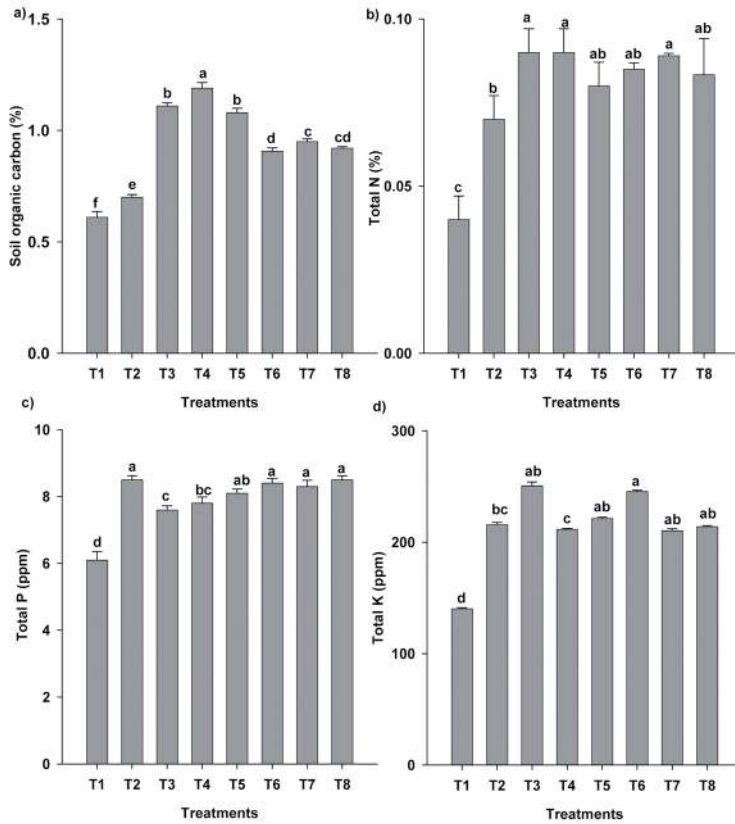 a)
1.5
1.0
0.5
0.0
Soil organic carbon (%)
f
e
b
a
b
d
c
cd
T1 T2 T3 T4 T5 T6 T7 T8
Treatments
b)
0.10
0.05
0.00
Total N (%)
c
b
a
a
ab
ab
a
ab
T1 T2 T3 T4 T5 T6 T7 T8
Treatments
c)
10
8
6
4
2
0
Total P (ppm)
d
a
c
bc
ab
a
a
a
T1 T2 T3 T4 T5 T6 T7 T8
Treatments
d)
300
200
100
0
Total K (ppm)
d
bc
ab
c
ab
a
ab
ab
T1 T2 T3 T4 T5 T6 T7 T8
Treatments